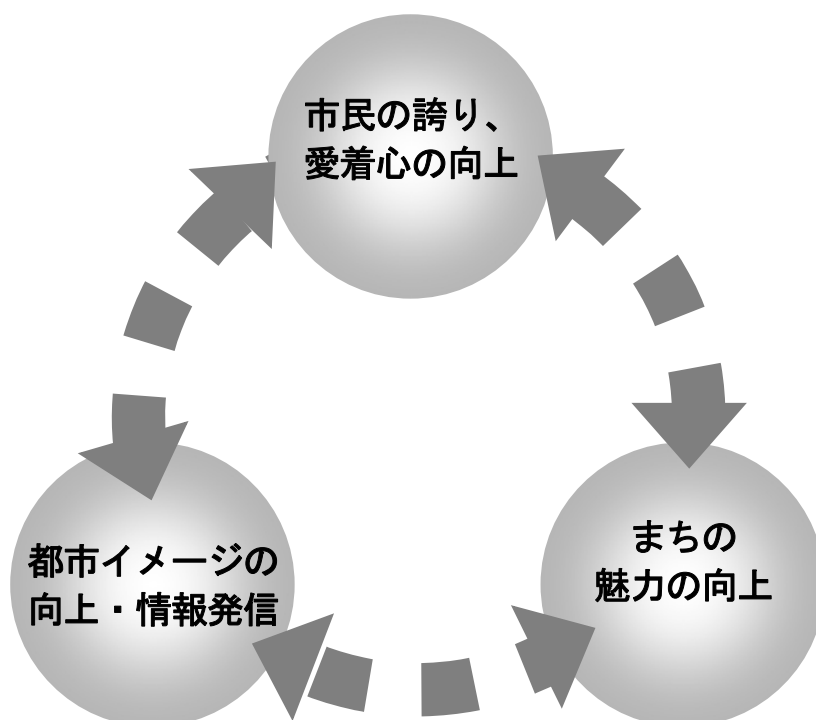 市民の誇り、
愛着心の向上
都市イメージの
向上・情報発信
まちの
魅力の向上